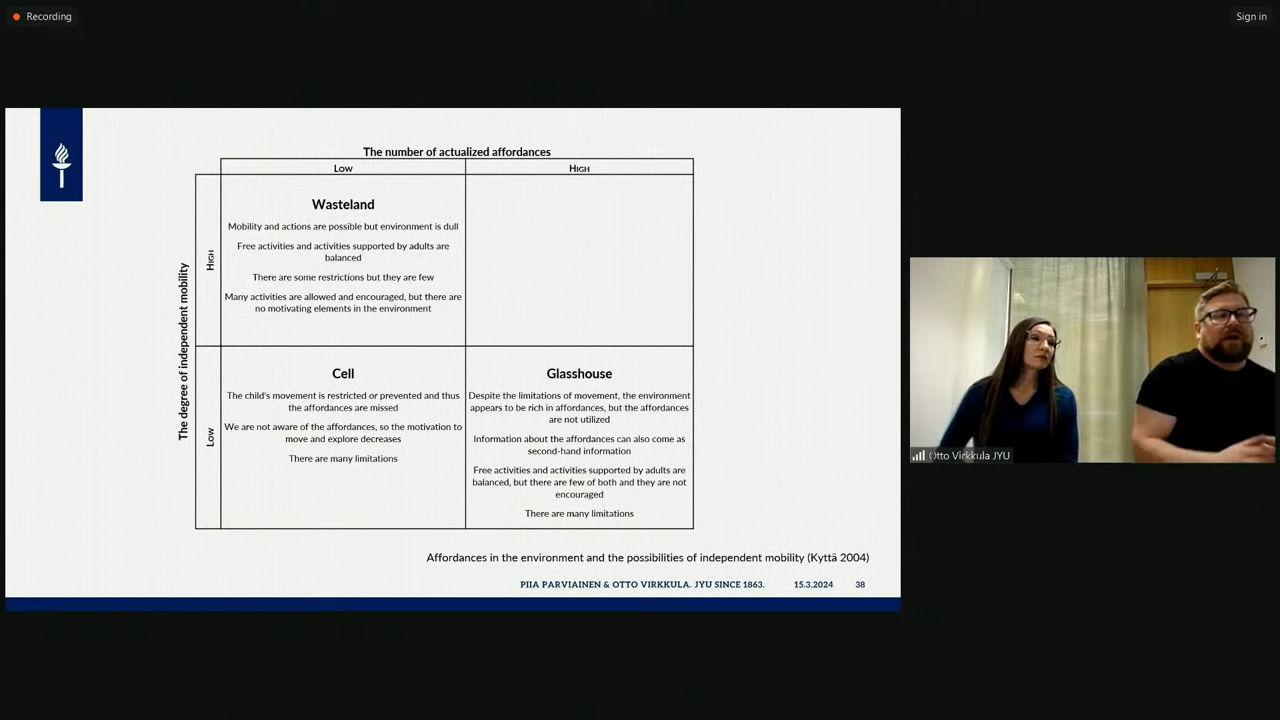 Recording
Sign in
The number of actualized affordances
Low
High
The degree of independent mobility
High
Wasteland
Mobility and actions are possible but environment is dull
Free activities and activities supported by adults are
balanced
There are some restrictions but they are few
Many activities are allowed and encouraged, but there are
no motivating elements in the environment
Low
Cell
The child's movement is restricted or prevented and thus
the affordances are missed
We are not aware of the affordances, so the motivation to
move and explore decreases
There are many limitations
Glasshouse
Despite the limitations of movement, the environment
appears to be rich in affordances, but the affordances
are not utilized
Information about the affordances can also come as
second-hand information
Free activities and activities supported by adults are
balanced, but there are few of both and they are not
encouraged
There are many limitations
Affordances in the environment and the possibilities of independent mobility (Kyttä 2004)
PIIA PARVIAINEN & OTTO VIRKKULA. JYU SINCE 1863.
15.3.2024
38
Otto Virkkula JYU